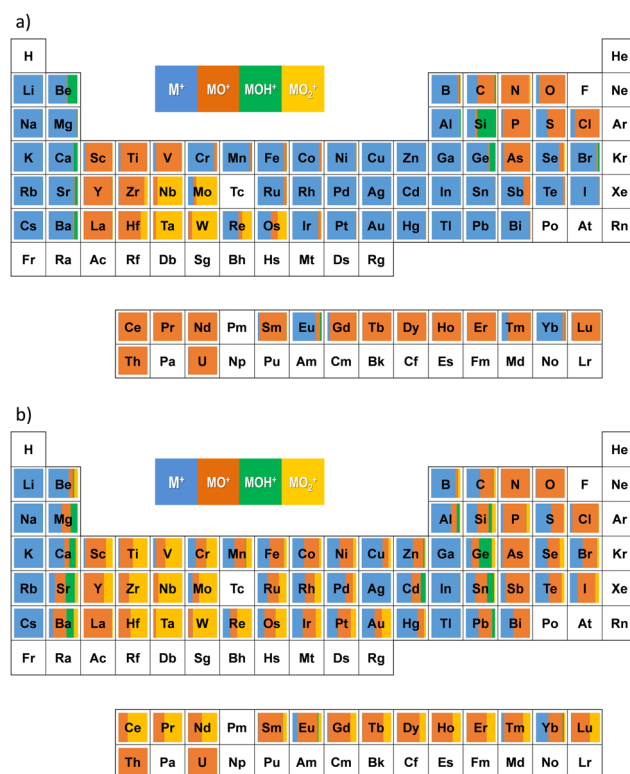 a)
H He
M⁺ MO⁺ MOH⁺ MO₂⁺
Li Be B C N O F Ne
Na Mg Al Si P S Cl Ar
K Ca Sc Ti V Cr Mn Fe Co Ni Cu Zn Ga Ge As Se Br Kr
Rb Sr Y Zr Nb Mo Tc Ru Rh Pd Ag Cd In Sn Sb Te I Xe
Cs Ba La Hf Ta W Re Os Ir Pt Au Hg Tl Pb Bi Po At Rn
Fr Ra Ac Rf Db Sg Bh Hs Mt Ds Rg
Ce Pr Nd Pm Sm Eu Gd Tb Dy Ho Er Tm Yb Lu
Th Pa U Np Pu Am Cm Bk Cf Es Fm Md No Lr
b)
H He
M⁺ MO⁺ MOH⁺ MO₂⁺
Li Be B C N O F Ne
Na Mg Al Si P S Cl Ar
K Ca Sc Ti V Cr Mn Fe Co Ni Cu Zn Ga Ge As Se Br Kr
Rb Sr Y Zr Nb Mo Tc Ru Rh Pd Ag Cd In Sn Sb Te I Xe
Cs Ba La Hf Ta W Re Os Ir Pt Au Hg Tl Pb Bi Po At Rn
Fr Ra Ac Rf Db Sg Bh Hs Mt Ds Rg
Ce Pr Nd Pm Sm Eu Gd Tb Dy Ho Er Tm Yb Lu
Th Pa U Np Pu Am Cm Bk Cf Es Fm Md No Lr